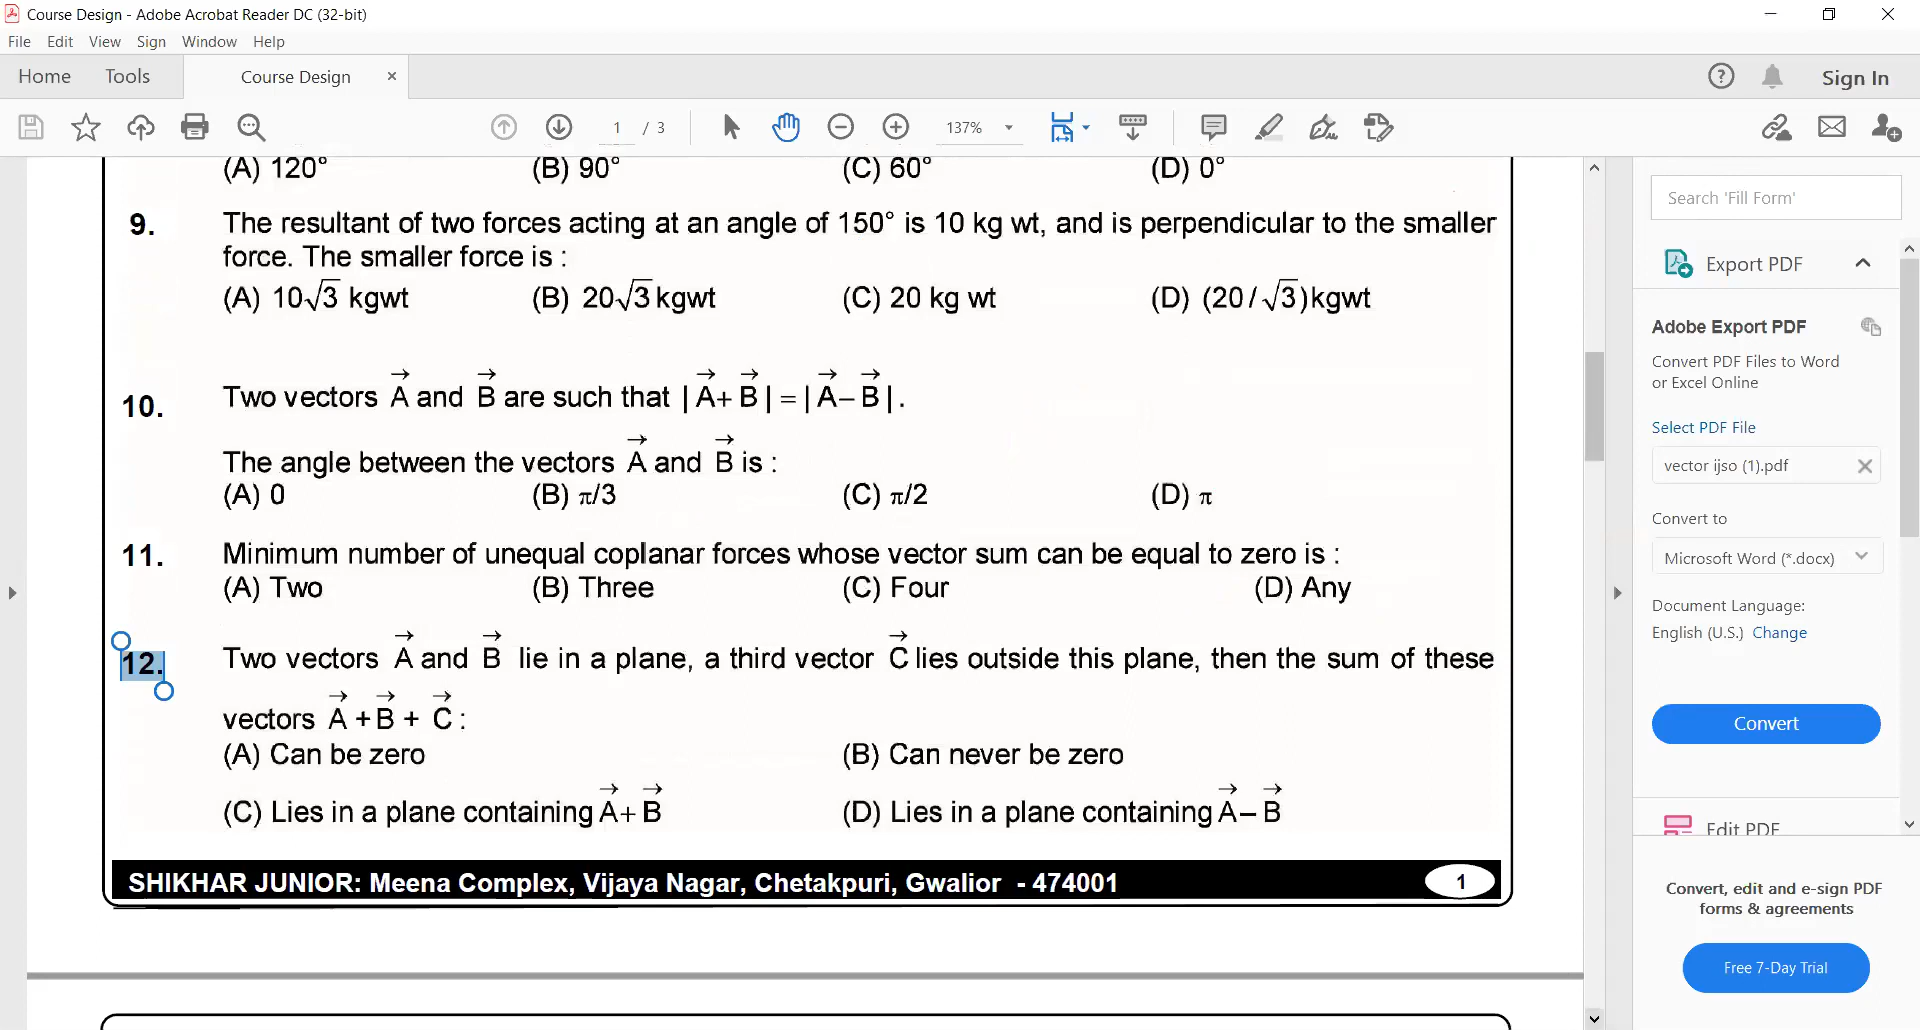 Course Design - Adobe Acrobat Reader DC (32-bit)
File Edit View Sign Window Help
Home Tools Course Design × Sign In
1 / 3 137%
(A) 120° (B) 90° (C) 60° (D) 0°
9. The resultant of two forces acting at an angle of 150° is 10 kg wt, and is perpendicular to the smaller
force. The smaller force is :
(A) 10√3 kgwt (B) 20√3 kgwt (C) 20 kg wt (D) (20/√3)kgwt
10. Two vectors A⃗ and B⃗ are such that |A⃗+ B⃗| = |A⃗– B⃗|.
The angle between the vectors A⃗ and B⃗ is :
(A) 0 (B) π/3 (C) π/2 (D) π
11. Minimum number of unequal coplanar forces whose vector sum can be equal to zero is :
(A) Two (B) Three (C) Four (D) Any
12. Two vectors A⃗ and B⃗ lie in a plane, a third vector C⃗ lies outside this plane, then the sum of these
vectors A⃗ + B⃗ + C⃗ :
(A) Can be zero (B) Can never be zero
(C) Lies in a plane containing A⃗+ B⃗ (D) Lies in a plane containing A⃗– B⃗
SHIKHAR JUNIOR: Meena Complex, Vijaya Nagar, Chetakpuri, Gwalior - 474001 1
Search 'Fill Form'
Export PDF
Adobe Export PDF
Convert PDF Files to Word
or Excel Online
Select PDF File
vector ijso (1).pdf
Convert to
Microsoft Word (*.docx)
Document Language:
English (U.S.) Change
Convert
Edit PDF
Convert, edit and e-sign PDF
forms & agreements
Free 7-Day Trial